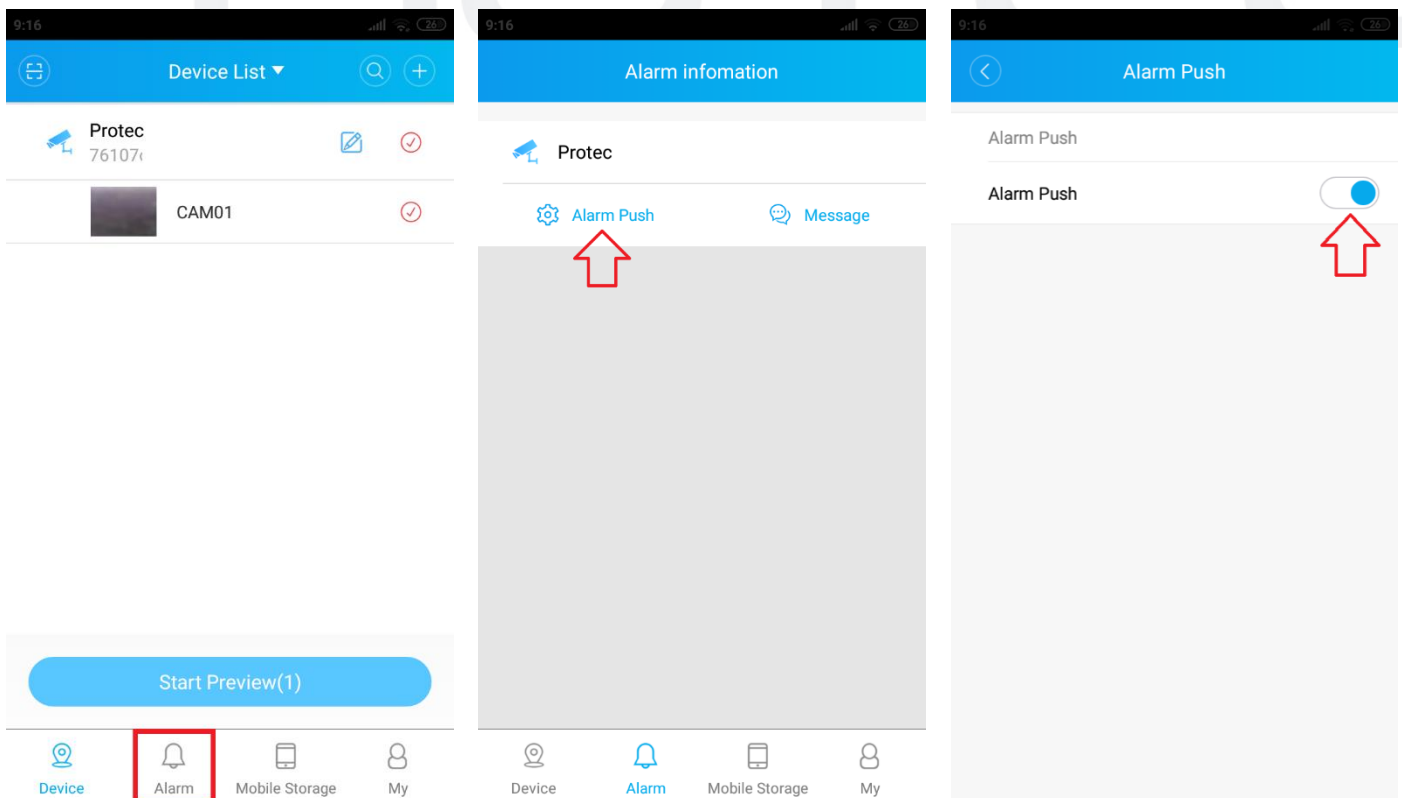 9:16
26
Device List
Protec
76107
CAM01
Start Preview(1)
Device
Alarm
Mobile Storage
My
9:16
26
Alarm infomation
Protec
Alarm Push
Message
Device
Alarm
Mobile Storage
My
9:16
26
Alarm Push
Alarm Push
Alarm Push